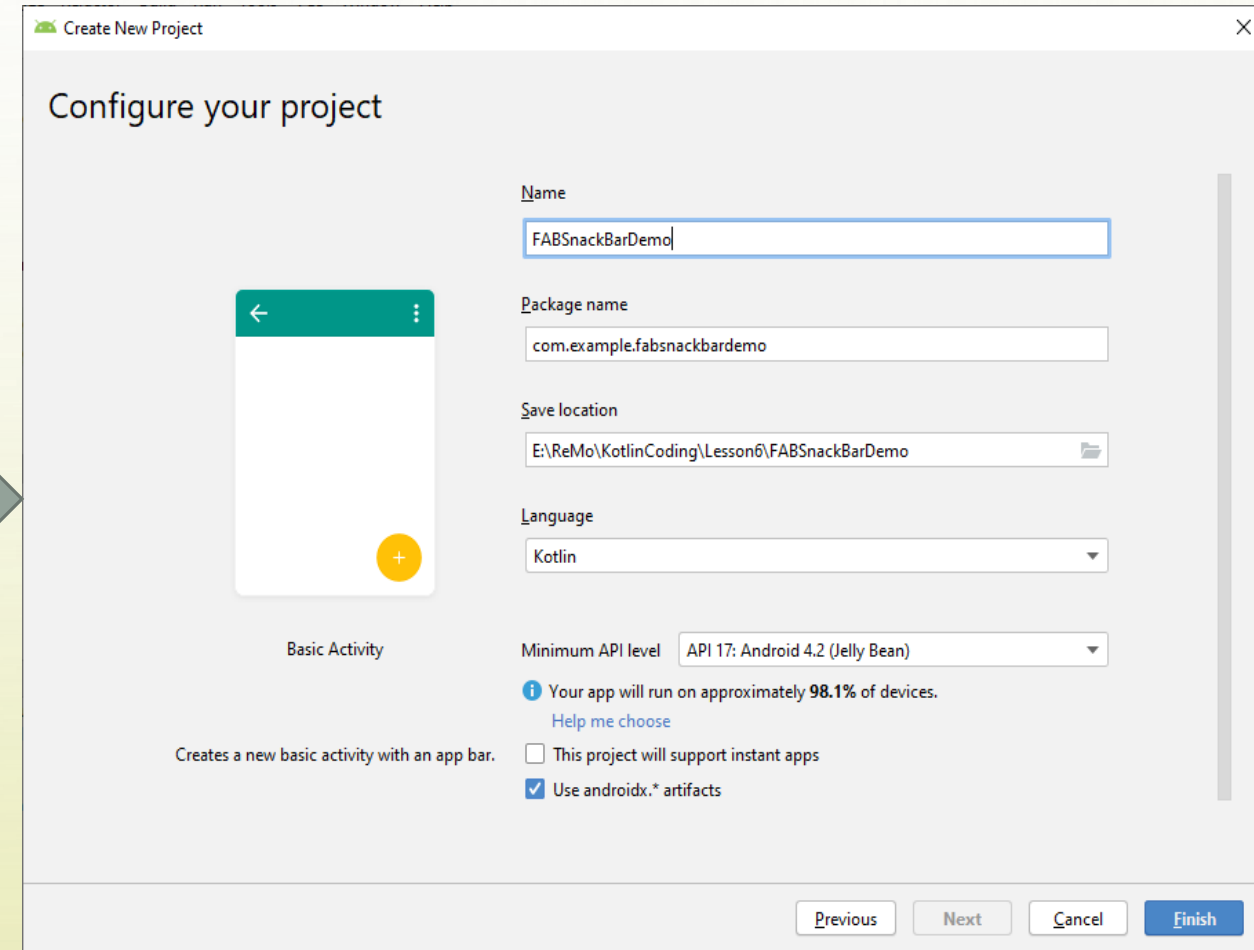 Create New Project
Configure your project
Name
FABSnackBarDemo
Package name
com.example.fabsnackbardemo
Save location
E:\ReMo\KotlinCoding\Lesson6\FABSnackBarDemo
Language
Kotlin
Basic Activity
Minimum API level API 17: Android 4.2 (Jelly Bean)
Your app will run on approximately 98.1% of devices.
Help me choose
Creates a new basic activity with an app bar.
This project will support instant apps
Use androidx.* artifacts
Previous Next Cancel Finish